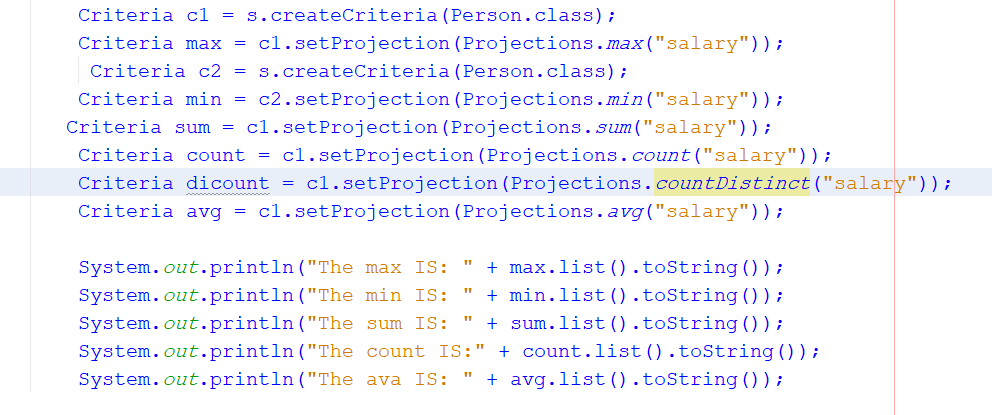 Criteria c1 = s.createCriteria(Person.class);
Criteria max = c1.setProjection(Projections.max("salary"));
Criteria c2 = s.createCriteria(Person.class);
Criteria min = c2.setProjection(Projections.min("salary"));
Criteria sum = c1.setProjection(Projections.sum("salary"));
Criteria count = c1.setProjection(Projections.count("salary"));
Criteria dicount = c1.setProjection(Projections.countDistinct("salary"));
Criteria avg = c1.setProjection(Projections.avg("salary"));
System.out.println("The max IS: " + max.list().toString());
System.out.println("The min IS: " + min.list().toString());
System.out.println("The sum IS: " + sum.list().toString());
System.out.println("The count IS:" + count.list().toString());
System.out.println("The ava IS: " + avg.list().toString());